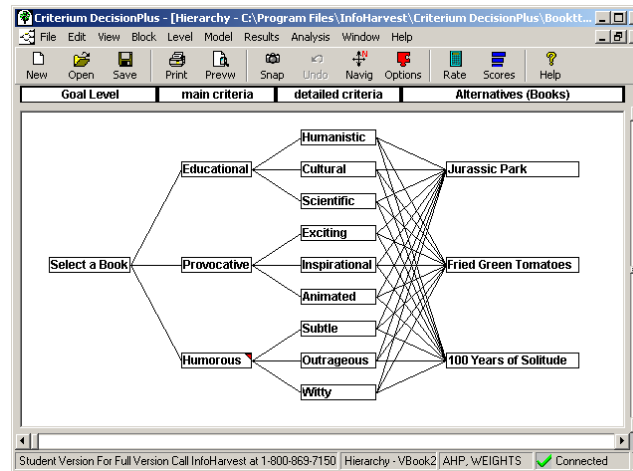 Criterium DecisionPlus - [Hierarchy - C:\Program Files\InfoHarvest\Criterium DecisionPlus\Booktt...
File Edit View Block Level Model Results Analysis Window Help
New Open Save Print Prevw Snap Undo Navig Options Rate Scores Help
Goal Level main criteria detailed criteria Alternatives (Books)
Humanistic
Educational Cultural Jurassic Park
Scientific
Exciting
Select a Book Provocative Inspirational Fried Green Tomatoes
Animated
Subtle
Humorous Outrageous 100 Years of Solitude
Witty
Student Version For Full Version Call InfoHarvest at 1-800-869-7150 Hierarchy - VBook2 AHP, WEIGHTS Connected